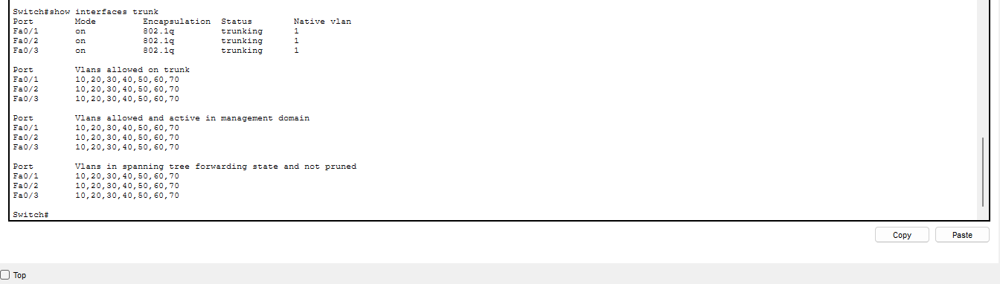 Switch#show interfaces trunk
Port        Mode         Encapsulation  Status        Native vlan
Fa0/1       on           802.1q         trunking      1
Fa0/2       on           802.1q         trunking      1
Fa0/3       on           802.1q         trunking      1

Port        Vlans allowed on trunk
Fa0/1       10,20,30,40,50,60,70
Fa0/2       10,20,30,40,50,60,70
Fa0/3       10,20,30,40,50,60,70

Port        Vlans allowed and active in management domain
Fa0/1       10,20,30,40,50,60,70
Fa0/2       10,20,30,40,50,60,70
Fa0/3       10,20,30,40,50,60,70

Port        Vlans in spanning tree forwarding state and not pruned
Fa0/1       10,20,30,40,50,60,70
Fa0/2       10,20,30,40,50,60,70
Fa0/3       10,20,30,40,50,60,70

Switch#
Copy Paste
Top